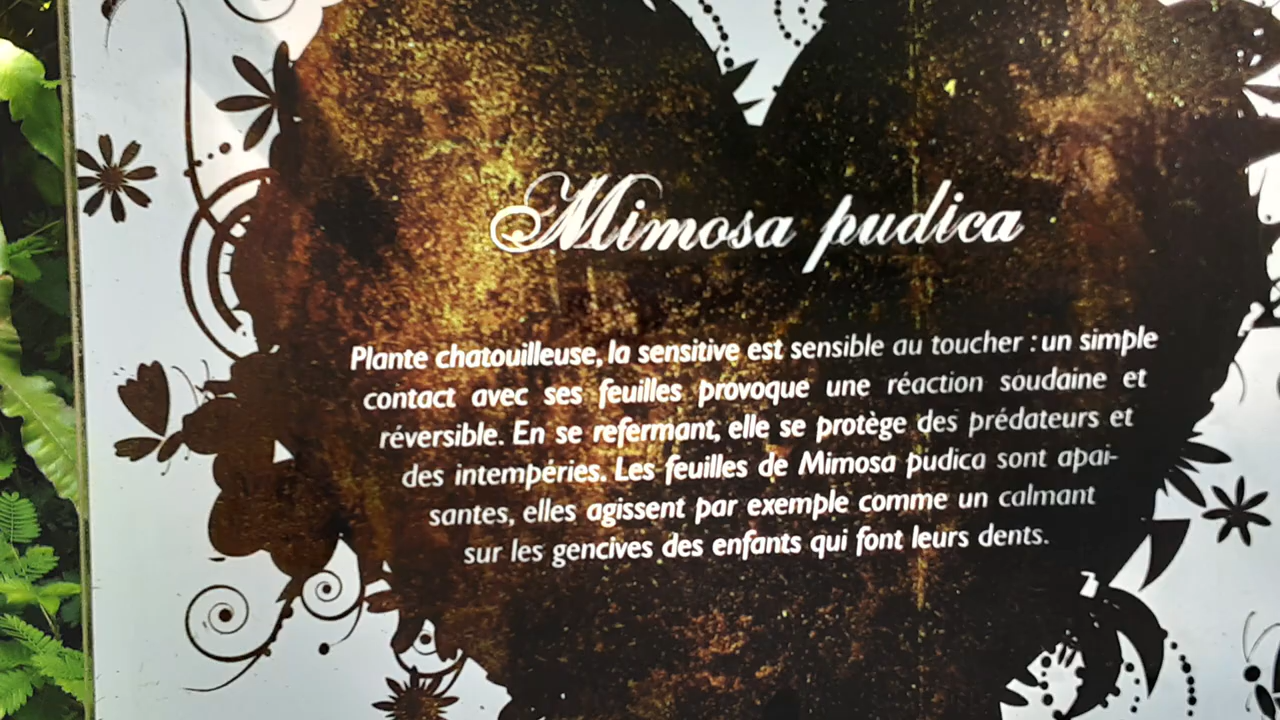 Mimosa pudica
Plante chatouilleuse, la sensitive est sensible au toucher : un simple
contact avec ses feuilles provoque une réaction soudaine et
réversible. En se refermant, elle se protège des prédateurs et
des intempéries. Les feuilles de Mimosa pudica sont apai-
santes, elles agissent par exemple comme un calmant
sur les gencives des enfants qui font leurs dents.